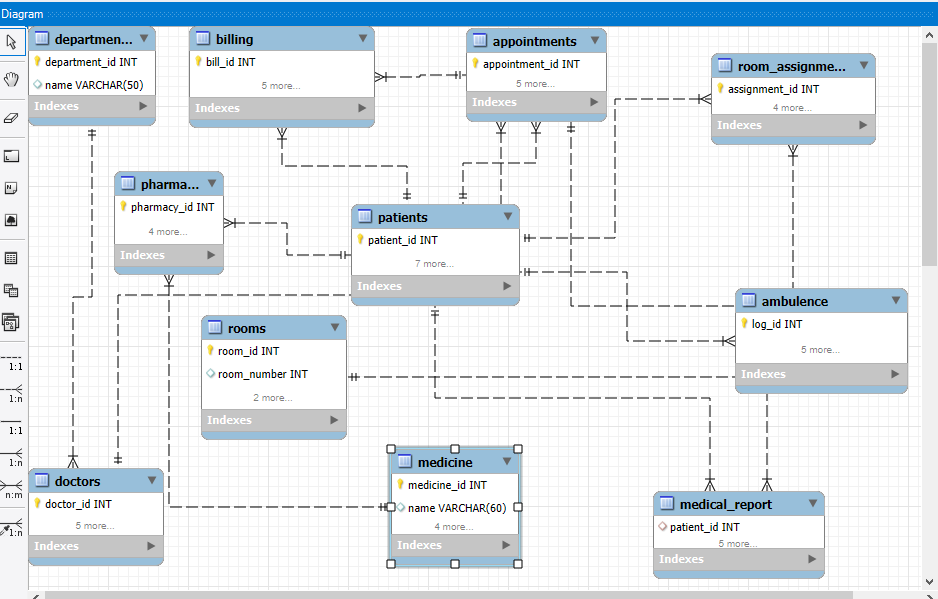 Diagram
departmen...
department_id INT
name VARCHAR(50)
Indexes
billing
bill_id INT
5 more...
Indexes
appointments
appointment_id INT
5 more...
Indexes
room_assignme...
assignment_id INT
4 more...
Indexes
pharma...
pharmacy_id INT
4 more...
Indexes
patients
patient_id INT
7 more...
Indexes
rooms
room_id INT
room_number INT
2 more...
Indexes
ambulence
log_id INT
5 more...
Indexes
doctors
doctor_id INT
5 more...
Indexes
medicine
medicine_id INT
name VARCHAR(60)
4 more...
Indexes
medical_report
patient_id INT
5 more...
Indexes
1:1
1:n
1:1
1:n
n:m
1:n